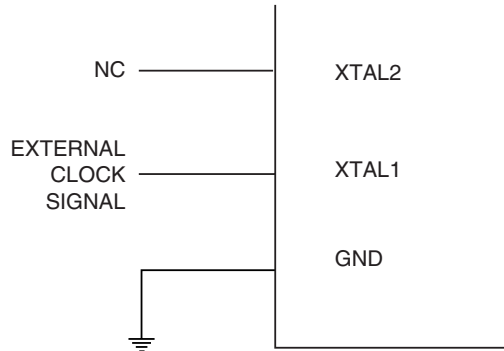 NC
XTAL2
EXTERNAL
CLOCK
SIGNAL
XTAL1
GND